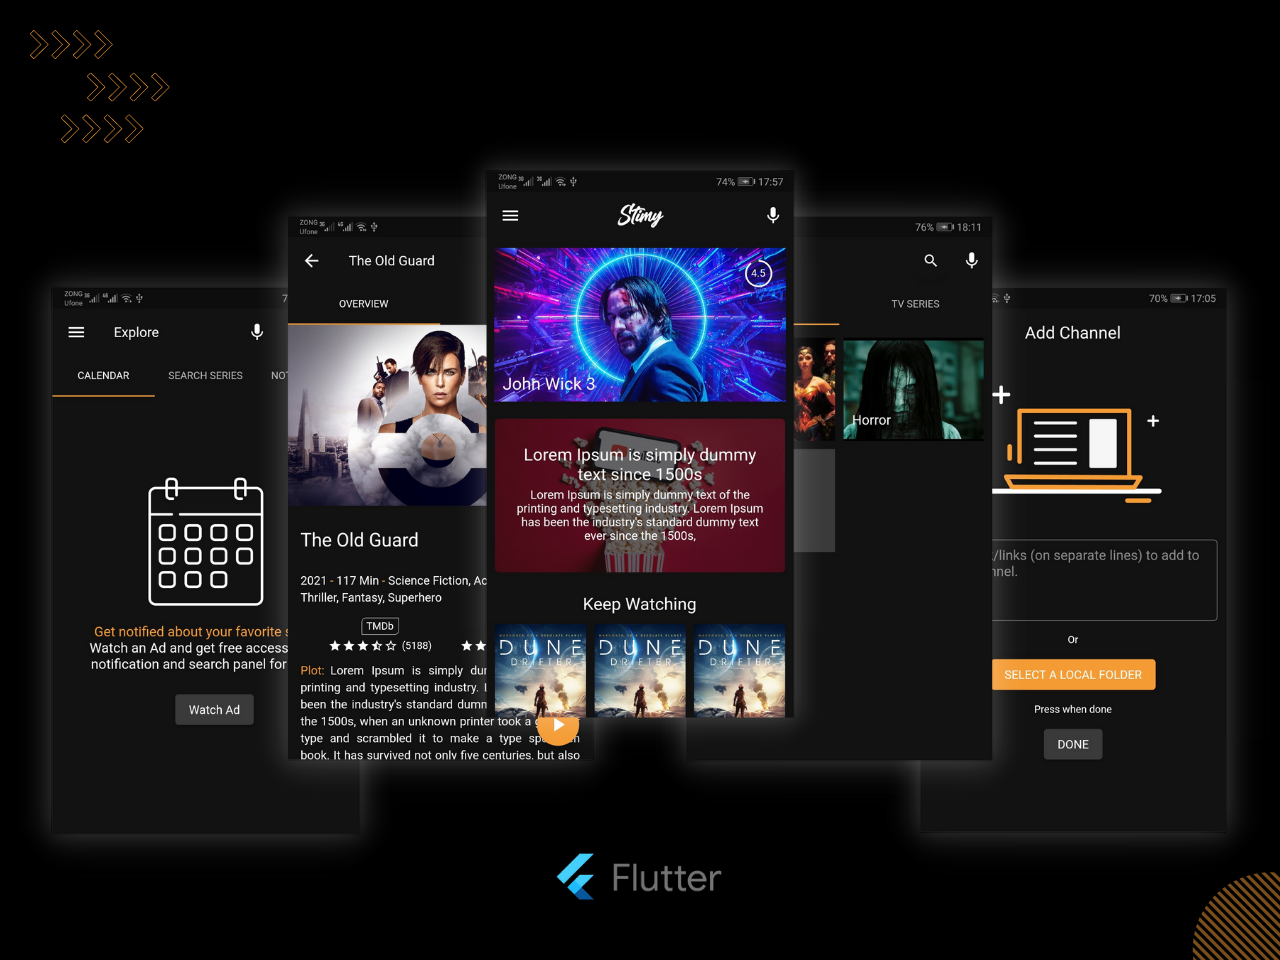 ZONG
Ufone
7
Explore
CALENDAR
SEARCH SERIES
NOT
Get notified about your favorite s
Watch an Ad and get free access
notification and search panel for
Watch Ad
ZONG
Ufone
The Old Guard
OVERVIEW
The Old Guard
2021 - 117 Min - Science Fiction, Ac
Thriller, Fantasy, Superhero
TMDb
(5188)
Plot: Lorem Ipsum is simply du
printing and typesetting industry. I
been the industry's standard dumm
the 1500s, when an unknown printer took a g
type and scrambled it to make a type sp n
book. It has survived not only five centuries, but also
ZONG
Ufone
74% 17:57
Stimy
4.5
John Wick 3
Lorem Ipsum is simply dummy
text since 1500s
Lorem Ipsum is simply dummy text of the
printing and typesetting industry. Lorem Ipsum
has been the industry's standard dummy text
ever since the 1500s,
Keep Watching
DUNE
DRIFTER
DUNE
DRIFTER
DUNE
DRIFTER
76% 18:11
TV SERIES
Horror
70% 17:05
Add Channel
/links (on separate lines) to add to
nnel.
Or
SELECT A LOCAL FOLDER
Press when done
DONE
Flutter